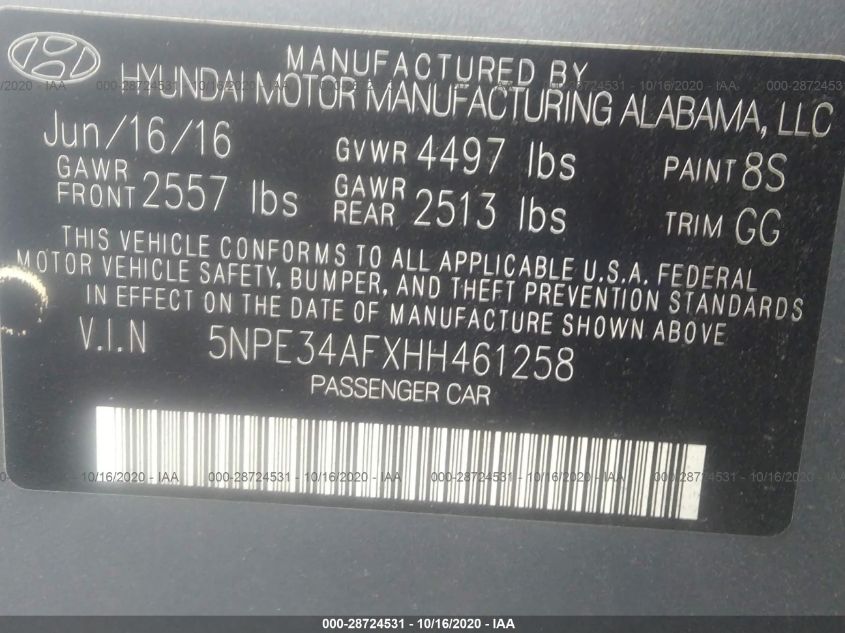 MANUFACTURED BY
HYUNDAI MOTOR MANUFACTURING ALABAMA, LLC
Jun/16/16 GVWR 4497 lbs PAINT 8S
GAWR FRONT 2557 lbs GAWR REAR 2513 lbs TRIM GG
THIS VEHICLE CONFORMS TO ALL APPLICABLE U.S.A. FEDERAL
MOTOR VEHICLE SAFETY, BUMPER, AND THEFT PREVENTION STANDARDS
IN EFFECT ON THE DATE OF MANUFACTURE SHOWN ABOVE
V.I.N 5NPE34AFXHH461258
PASSENGER CAR
000-28724531 - 10/16/2020 - IAA